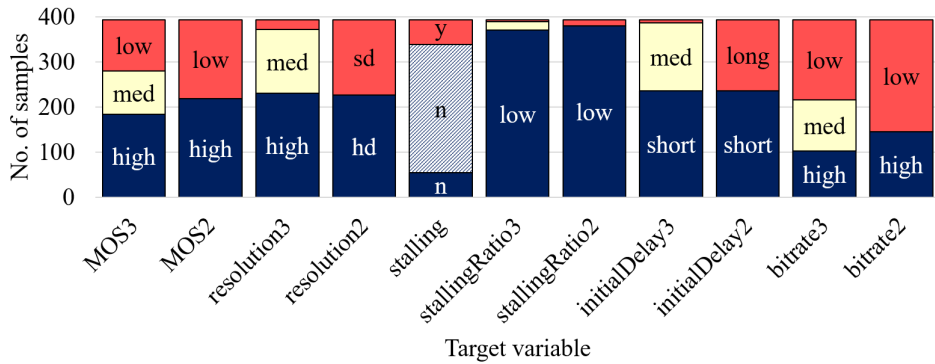 No. of samples
400
300
200
100
0
low
med
high
low
high
med
high
sd
hd
y
n
n
low
low
med
short
long
short
low
med
high
low
high
MOS3
MOS2
resolution3
resolution2
stalling
stallingRatio3
stallingRatio2
initialDelay3
initialDelay2
bitrate3
bitrate2
Target variable